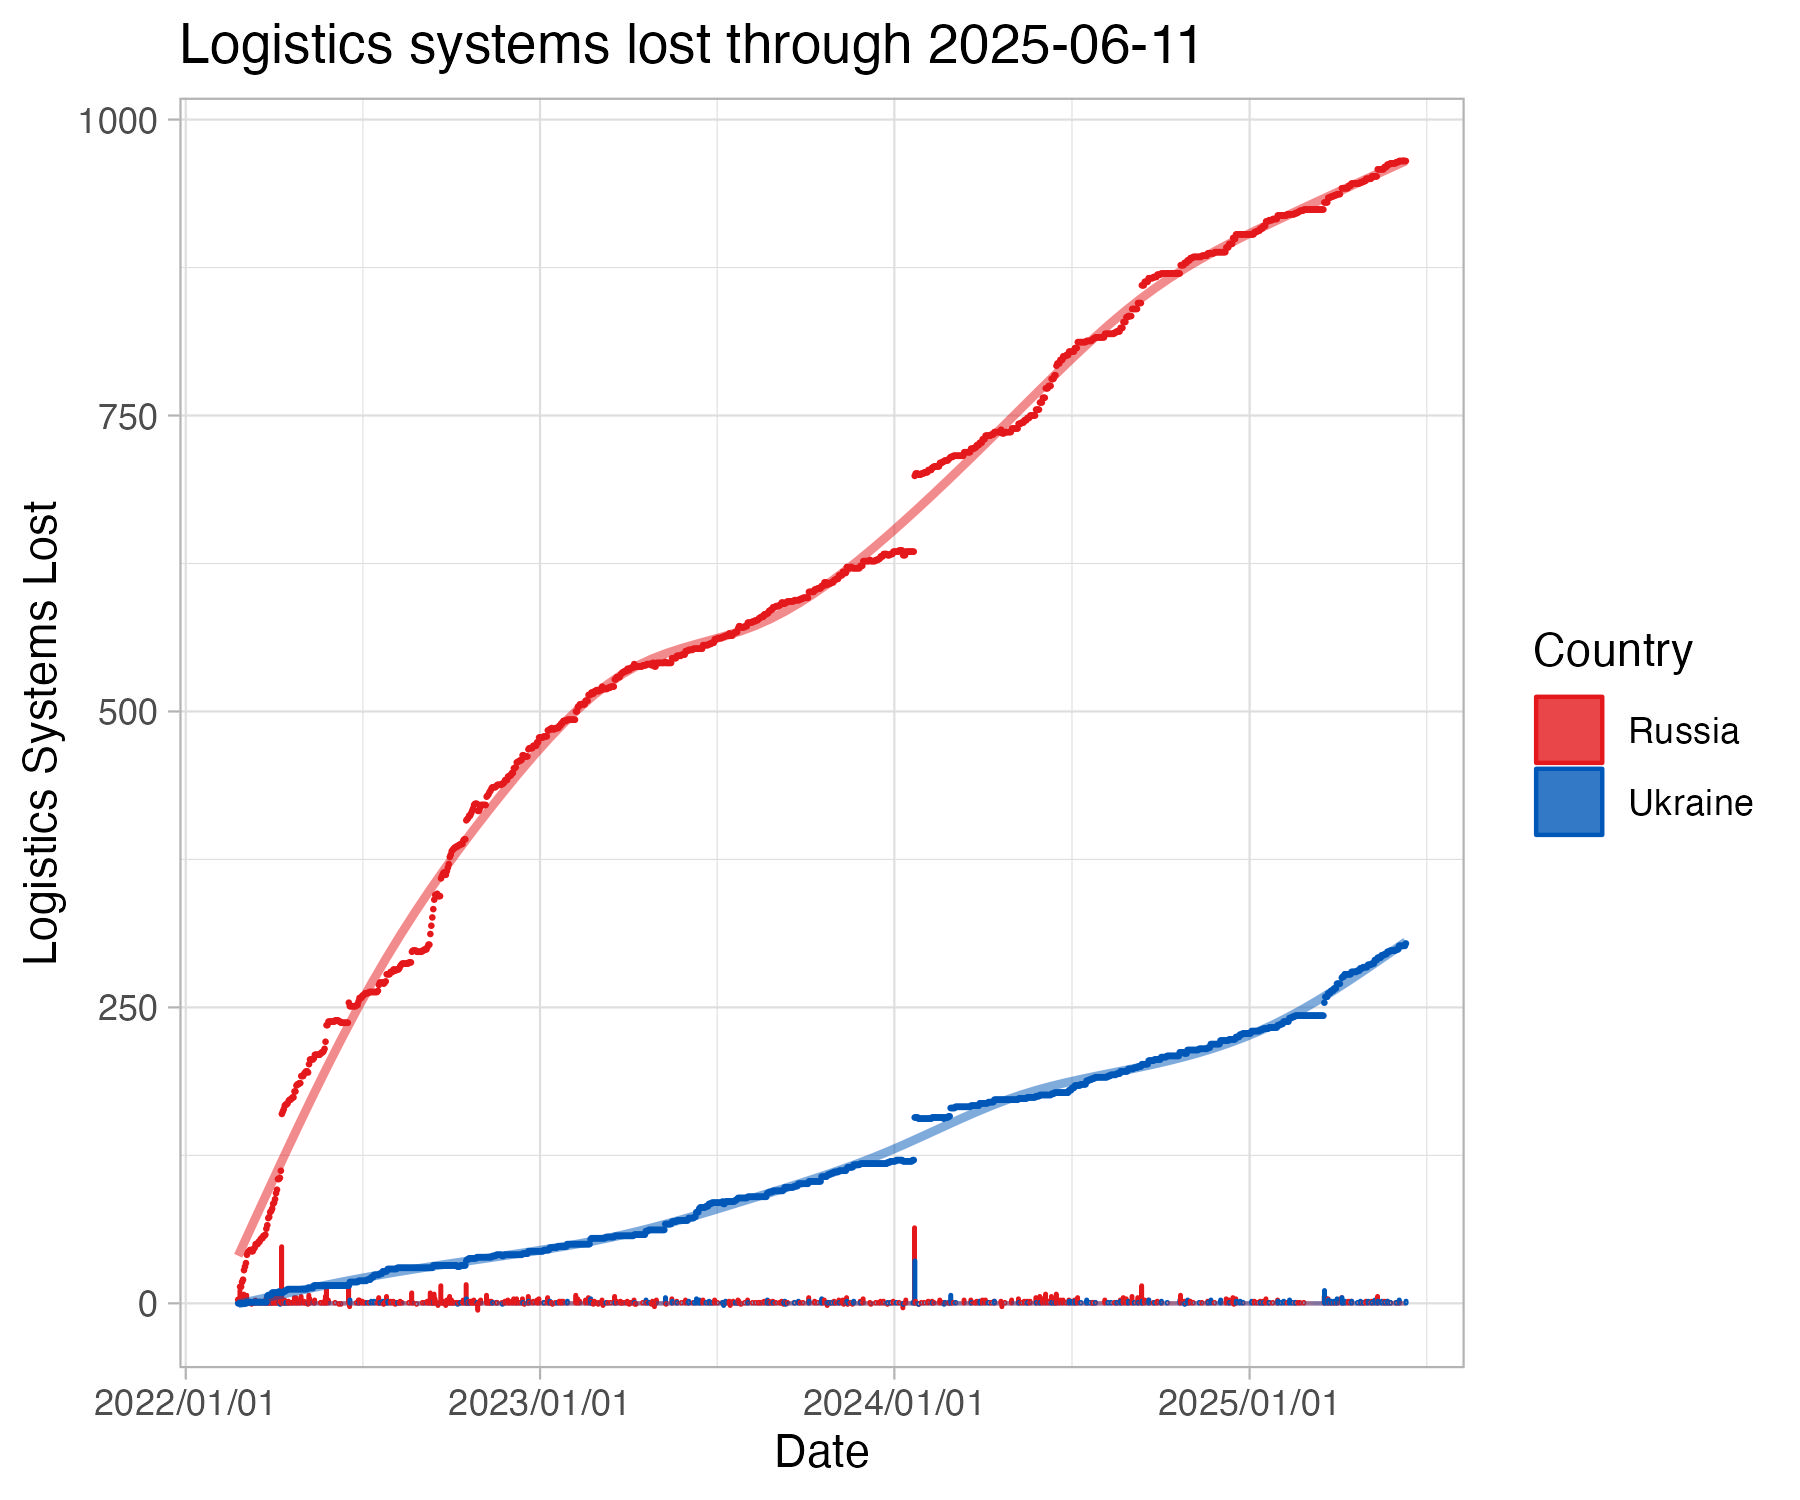 Logistics systems lost through 2025-06-11
Logistics Systems Lost
1000
750
500
250
0
2022/01/01
2023/01/01
2024/01/01
2025/01/01
Date
Country
Russia
Ukraine